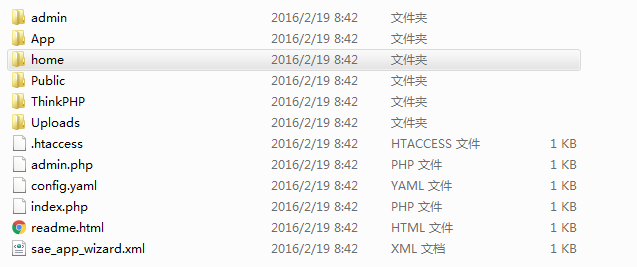 admin 2016/2/19 8:42 文件夹
App 2016/2/19 8:42 文件夹
home 2016/2/19 8:42 文件夹
Public 2016/2/19 8:42 文件夹
ThinkPHP 2016/2/19 8:42 文件夹
Uploads 2016/2/19 8:42 文件夹
.htaccess 2016/2/19 8:42 HTACCESS 文件 1 KB
admin.php 2016/2/19 8:42 PHP 文件 1 KB
config.yaml 2016/2/19 8:42 YAML 文件 1 KB
index.php 2016/2/19 8:42 PHP 文件 1 KB
readme.html 2016/2/19 8:42 HTML 文件 1 KB
sae_app_wizard.xml 2016/2/19 8:42 XML 文档 1 KB